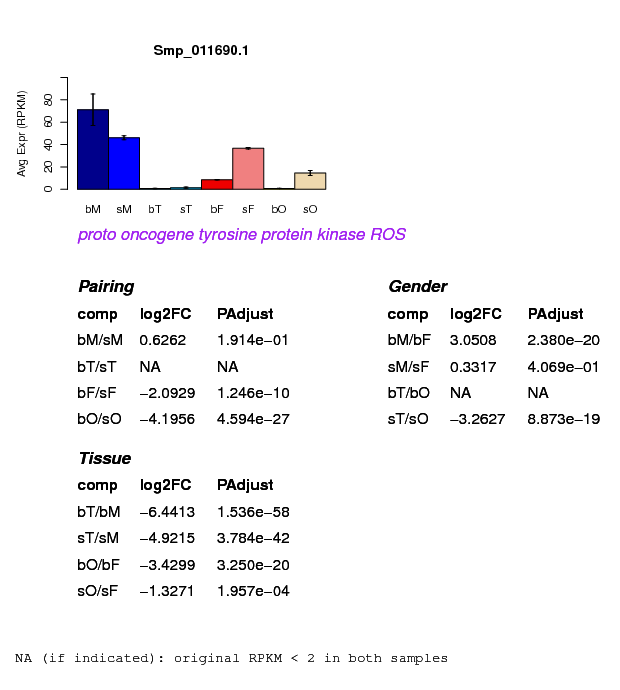 Smp_011690.1
Avg Expr (RPKM)
0 20 40 60 80
bM sM bT sT bF sF bO sO
proto oncogene tyrosine protein kinase ROS
Pairing
comp log2FC PAdjust
bM/sM 0.6262 1.914e−01
bT/sT NA NA
bF/sF −2.0929 1.246e−10
bO/sO −4.1956 4.594e−27
Gender
comp log2FC PAdjust
bM/bF 3.0508 2.380e−20
sM/sF 0.3317 4.069e−01
bT/bO NA NA
sT/sO −3.2627 8.873e−19
Tissue
comp log2FC PAdjust
bT/bM −6.4413 1.536e−58
sT/sM −4.9215 3.784e−42
bO/bF −3.4299 3.250e−20
sO/sF −1.3271 1.957e−04
NA (if indicated): original RPKM < 2 in both samples